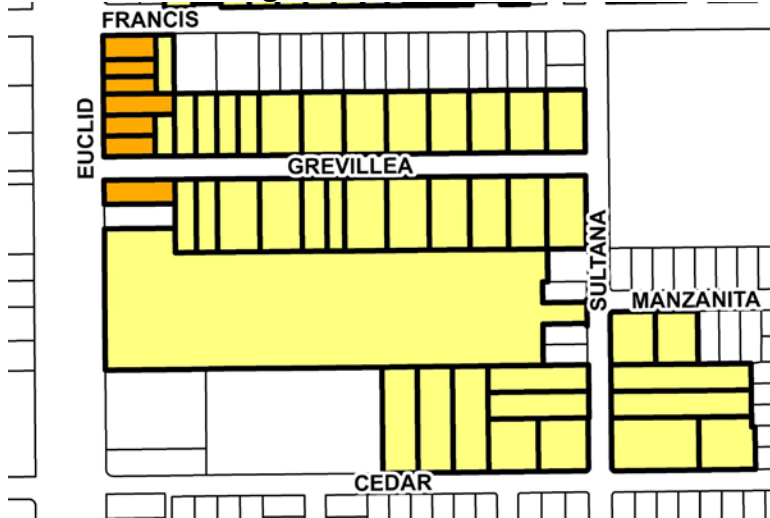 FRANCIS
EUCLID
GREVILLEA
SULTANA
MANZANITA
CEDAR